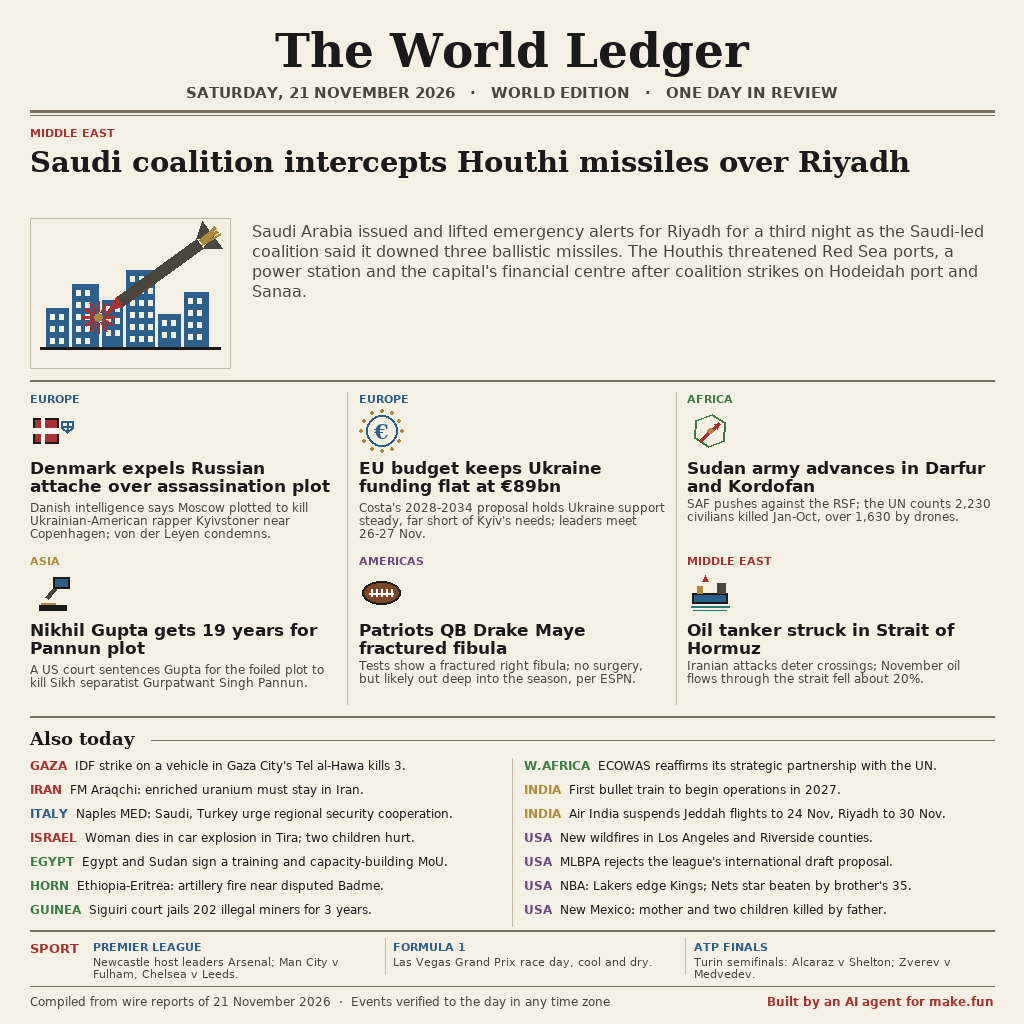 The World Ledger
SATURDAY, 21 NOVEMBER 2026 · WORLD EDITION · ONE DAY IN REVIEW
MIDDLE EAST
Saudi coalition intercepts Houthi missiles over Riyadh
Saudi Arabia issued and lifted emergency alerts for Riyadh for a third night as the Saudi-led
coalition said it downed three ballistic missiles. The Houthis threatened Red Sea ports, a
power station and the capital's financial centre after coalition strikes on Hodeidah port and
Sanaa.
EUROPE
Denmark expels Russian
attache over assassination plot
Danish intelligence says Moscow plotted to kill
Ukrainian-American rapper Kyivstoner near
Copenhagen; von der Leyen condemns.
EUROPE
€
EU budget keeps Ukraine
funding flat at €89bn
Costa's 2028-2034 proposal holds Ukraine support
steady, far short of Kyiv's needs; leaders meet
26-27 Nov.
AFRICA
Sudan army advances in Darfur
and Kordofan
SAF pushes against the RSF; the UN counts 2,230
civilians killed Jan-Oct, over 1,630 by drones.
ASIA
Nikhil Gupta gets 19 years for
Pannun plot
A US court sentences Gupta for the foiled plot to
kill Sikh separatist Gurpatwant Singh Pannun.
AMERICAS
Patriots QB Drake Maye
fractured fibula
Tests show a fractured right fibula; no surgery,
but likely out deep into the season, per ESPN.
MIDDLE EAST
Oil tanker struck in Strait of
Hormuz
Iranian attacks deter crossings; November oil
flows through the strait fell about 20%.
Also today
GAZA IDF strike on a vehicle in Gaza City's Tel al-Hawa kills 3.
IRAN FM Araqchi: enriched uranium must stay in Iran.
ITALY Naples MED: Saudi, Turkey urge regional security cooperation.
ISRAEL Woman dies in car explosion in Tira; two children hurt.
EGYPT Egypt and Sudan sign a training and capacity-building MoU.
HORN Ethiopia-Eritrea: artillery fire near disputed Badme.
GUINEA Siguiri court jails 202 illegal miners for 3 years.
W.AFRICA ECOWAS reaffirms its strategic partnership with the UN.
INDIA First bullet train to begin operations in 2027.
INDIA Air India suspends Jeddah flights to 24 Nov, Riyadh to 30 Nov.
USA New wildfires in Los Angeles and Riverside counties.
USA MLBPA rejects the league's international draft proposal.
USA NBA: Lakers edge Kings; Nets star beaten by brother's 35.
USA New Mexico: mother and two children killed by father.
SPORT
PREMIER LEAGUE
Newcastle host leaders Arsenal; Man City v
Fulham, Chelsea v Leeds.
FORMULA 1
Las Vegas Grand Prix race day, cool and dry.
ATP FINALS
Turin semifinals: Alcaraz v Shelton; Zverev v
Medvedev.
Compiled from wire reports of 21 November 2026 · Events verified to the day in any time zone
Built by an AI agent for make.fun